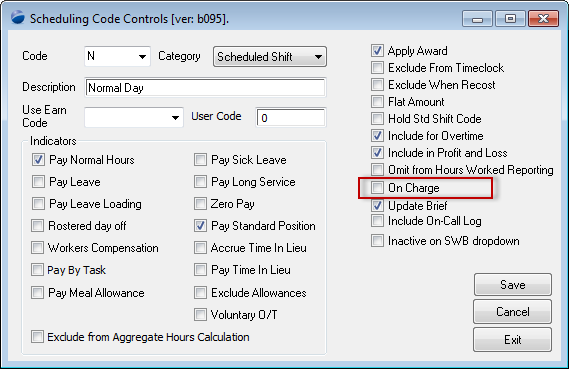 Scheduling Code Controls [ver: b095].
Code N Category Scheduled Shift
Description Normal Day
Use Earn Code User Code 0
Indicators
Pay Normal Hours Pay Sick Leave
Pay Leave Pay Long Service
Pay Leave Loading Zero Pay
Rostered day off Pay Standard Position
Workers Compensation Accrue Time In Lieu
Pay By Task Pay Time In Lieu
Pay Meal Allowance Exclude Allowances
Voluntary O/T
Exclude from Aggregate Hours Calculation
Apply Award
Exclude From Timeclock
Exclude When Recost
Flat Amount
Hold Std Shift Code
Include for Overtime
Include in Profit and Loss
Omit from Hours Worked Reporting
On Charge
Update Brief
Include On-Call Log
Inactive on SWB dropdown
Save
Cancel
Exit